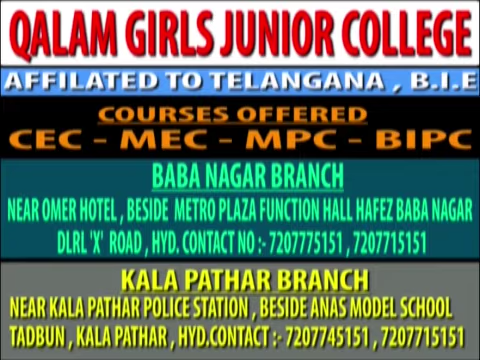 QALAM GIRLS JUNIOR COLLEGE
AFFILATED TO TELANGANA , B.I.E
COURSES OFFERED
CEC - MEC - MPC - BIPC
BABA NAGAR BRANCH
NEAR OMER HOTEL , BESIDE METRO PLAZA FUNCTION HALL HAFEZ BABA NAGAR
DLRL 'X' ROAD , HYD. CONTACT NO :- 7207775151 , 7207715151
KALA PATHAR BRANCH
NEAR KALA PATHAR POLICE STATION , BESIDE ANAS MODEL SCHOOL
TADBUN , KALA PATHAR , HYD.CONTACT :- 7207745151 , 7207715151